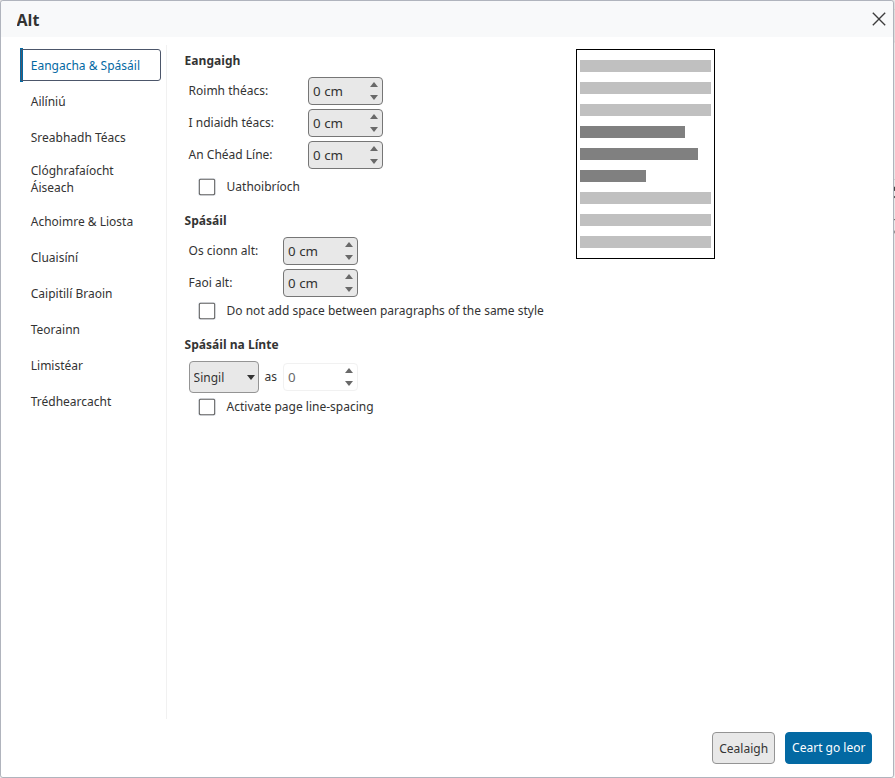 Alt
Eangacha & Spásáil
Ailíniú
Sreabhadh Téacs
Clóghrafaíocht
Áiseach
Achoimre & Liosta
Cluaisíní
Caipitilí Braoin
Teorainn
Limistéar
Trédhearcacht
Eangaigh
Roimh théacs: 0 cm
I ndiaidh téacs: 0 cm
An Chéad Líne: 0 cm
Uathoibríoch
Spásáil
Os cionn alt: 0 cm
Faoi alt: 0 cm
Do not add space between paragraphs of the same style
Spásáil na Línte
Singil as 0
Activate page line-spacing
Cealaigh Ceart go leor